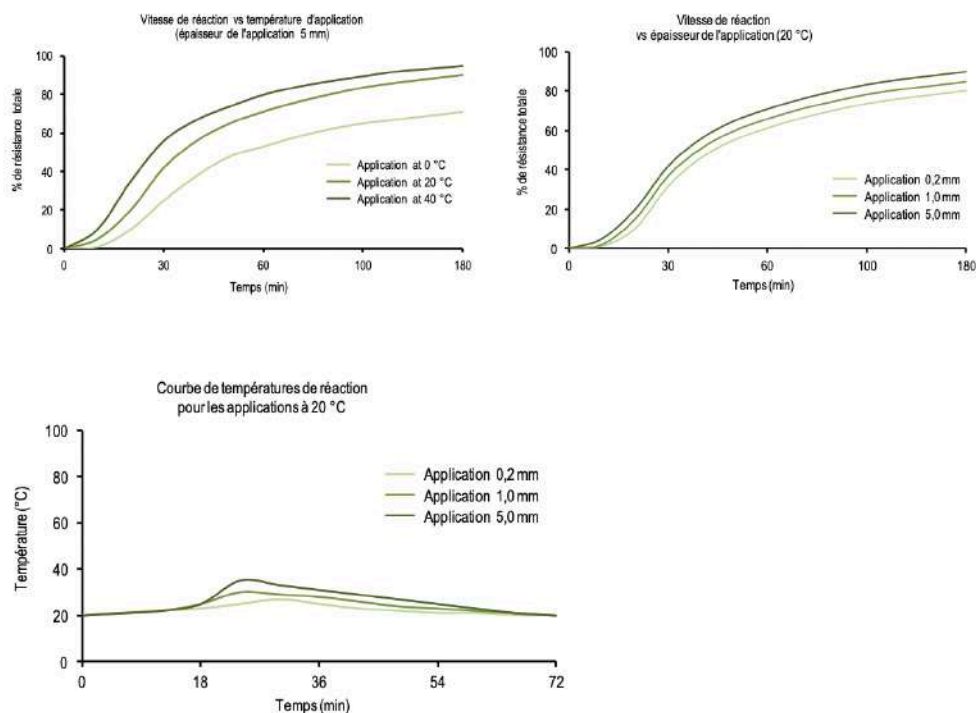 Vitesse de réaction vs température d'application
(épaisseur de l'application 5 mm)
% de résistance totale
100
80
60
40
20
0
Application at 0 °C
Application at 20 °C
Application at 40 °C
0
30
60
100
180
Temps (min)
Vitesse de réaction
vs épaisseur de l'application (20 °C)
% de résistance totale
100
80
60
40
20
0
Application 0,2 mm
Application 1,0 mm
Application 5,0 mm
0
30
60
100
180
Temps (min)
Courbe de températures de réaction
pour les applications à 20 °C
Température (°C)
100
80
60
40
20
0
Application 0,2 mm
Application 1,0 mm
Application 5,0 mm
0
18
36
54
72
Temps (min)